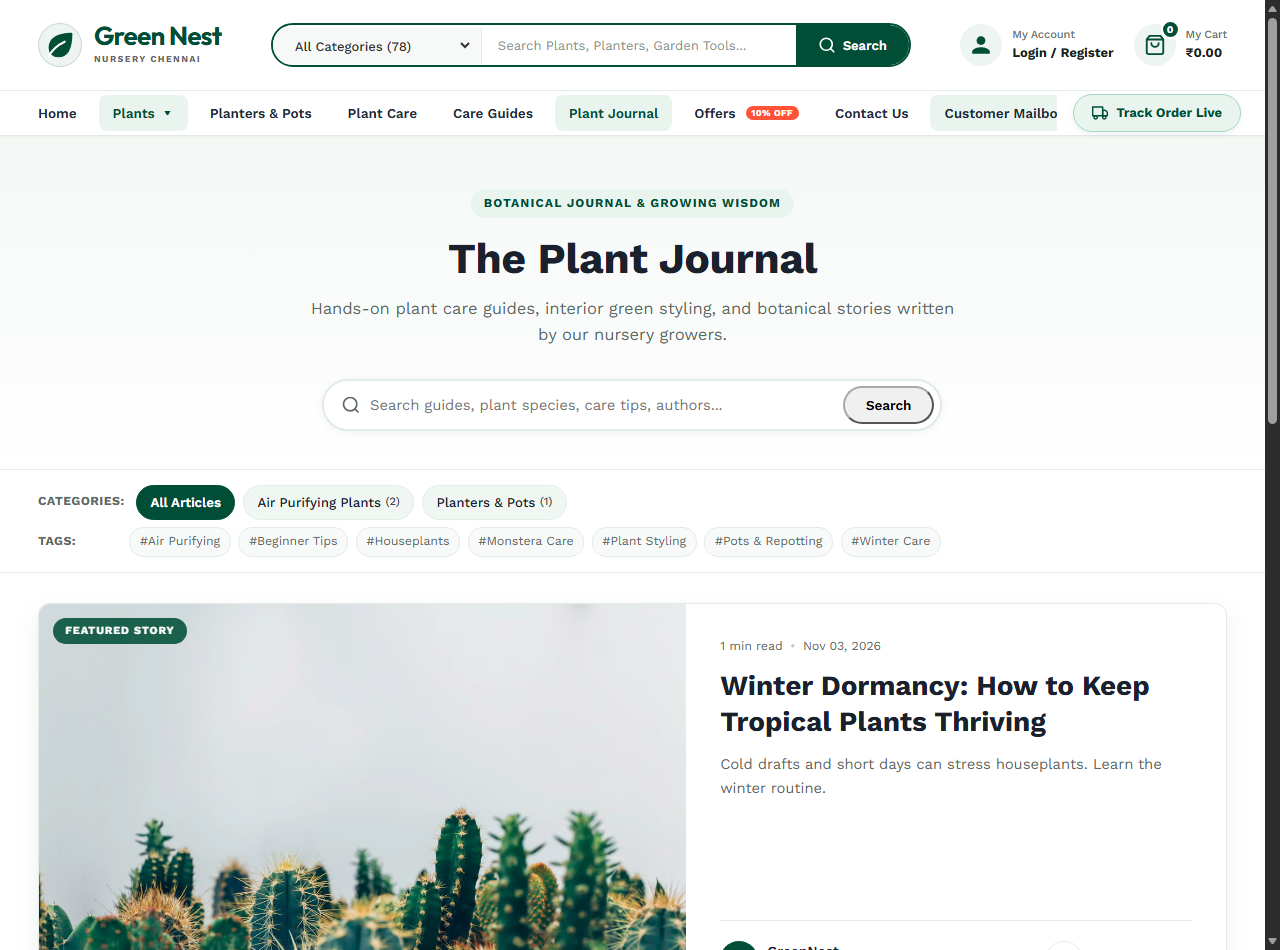 Green Nest
NURSERY CHENNAI
All Categories (78)
Search Plants, Planters, Garden Tools...
Search
My Account
Login / Register
0
My Cart
₹0.00
Home
Plants
Planters & Pots
Plant Care
Care Guides
Plant Journal
Offers
10% OFF
Contact Us
Customer Mailbo
Track Order Live
BOTANICAL JOURNAL & GROWING WISDOM
The Plant Journal
Hands-on plant care guides, interior green styling, and botanical stories written
by our nursery growers.
Search guides, plant species, care tips, authors...
Search
CATEGORIES:
All Articles
Air Purifying Plants (2)
Planters & Pots (1)
TAGS:
#Air Purifying
#Beginner Tips
#Houseplants
#Monstera Care
#Plant Styling
#Pots & Repotting
#Winter Care
FEATURED STORY
1 min read • Nov 03, 2026
Winter Dormancy: How to Keep
Tropical Plants Thriving
Cold drafts and short days can stress houseplants. Learn the
winter routine.
GreenNest